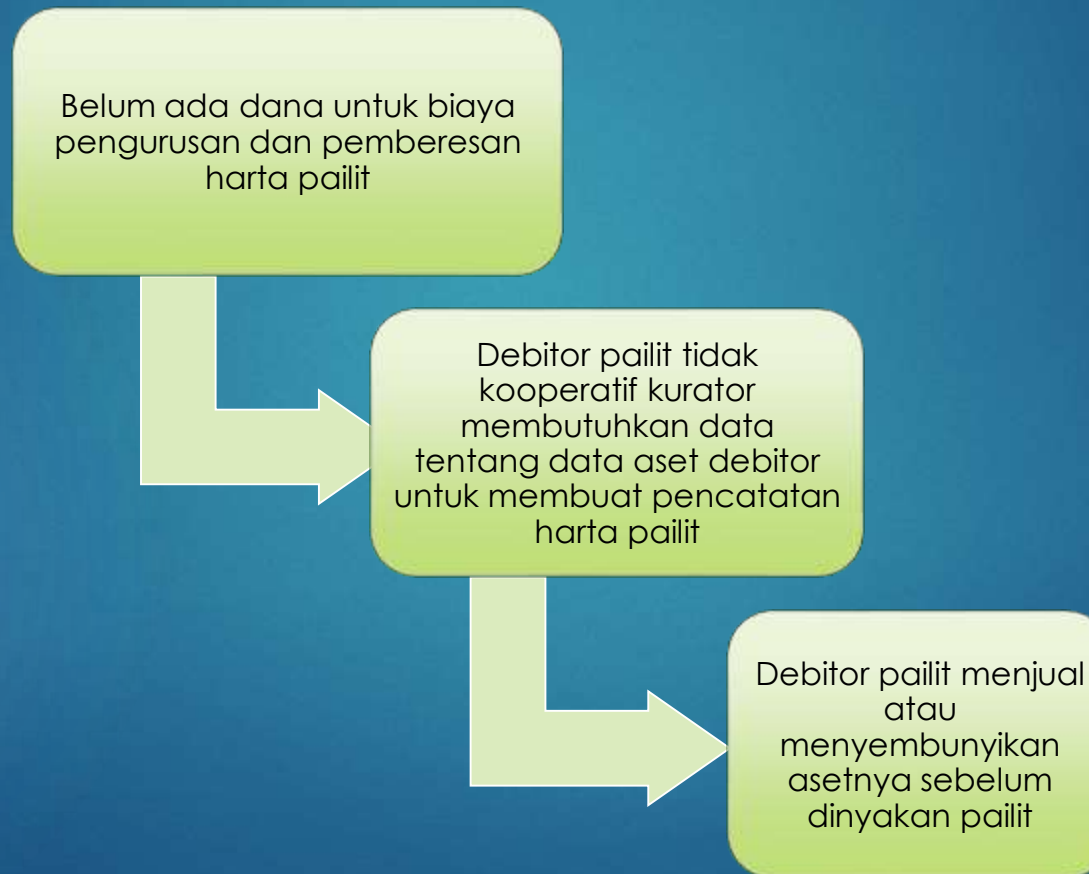 Belum ada dana untuk biaya
pengurusan dan pemberesan
harta pailit
Debitor pailit tidak
kooperatif kurator
membutuhkan data
tentang data aset debitor
untuk membuat pencatatan
harta pailit
Debitor pailit menjual
atau
menyembunyikan
asetnya sebelum
dinyakan pailit